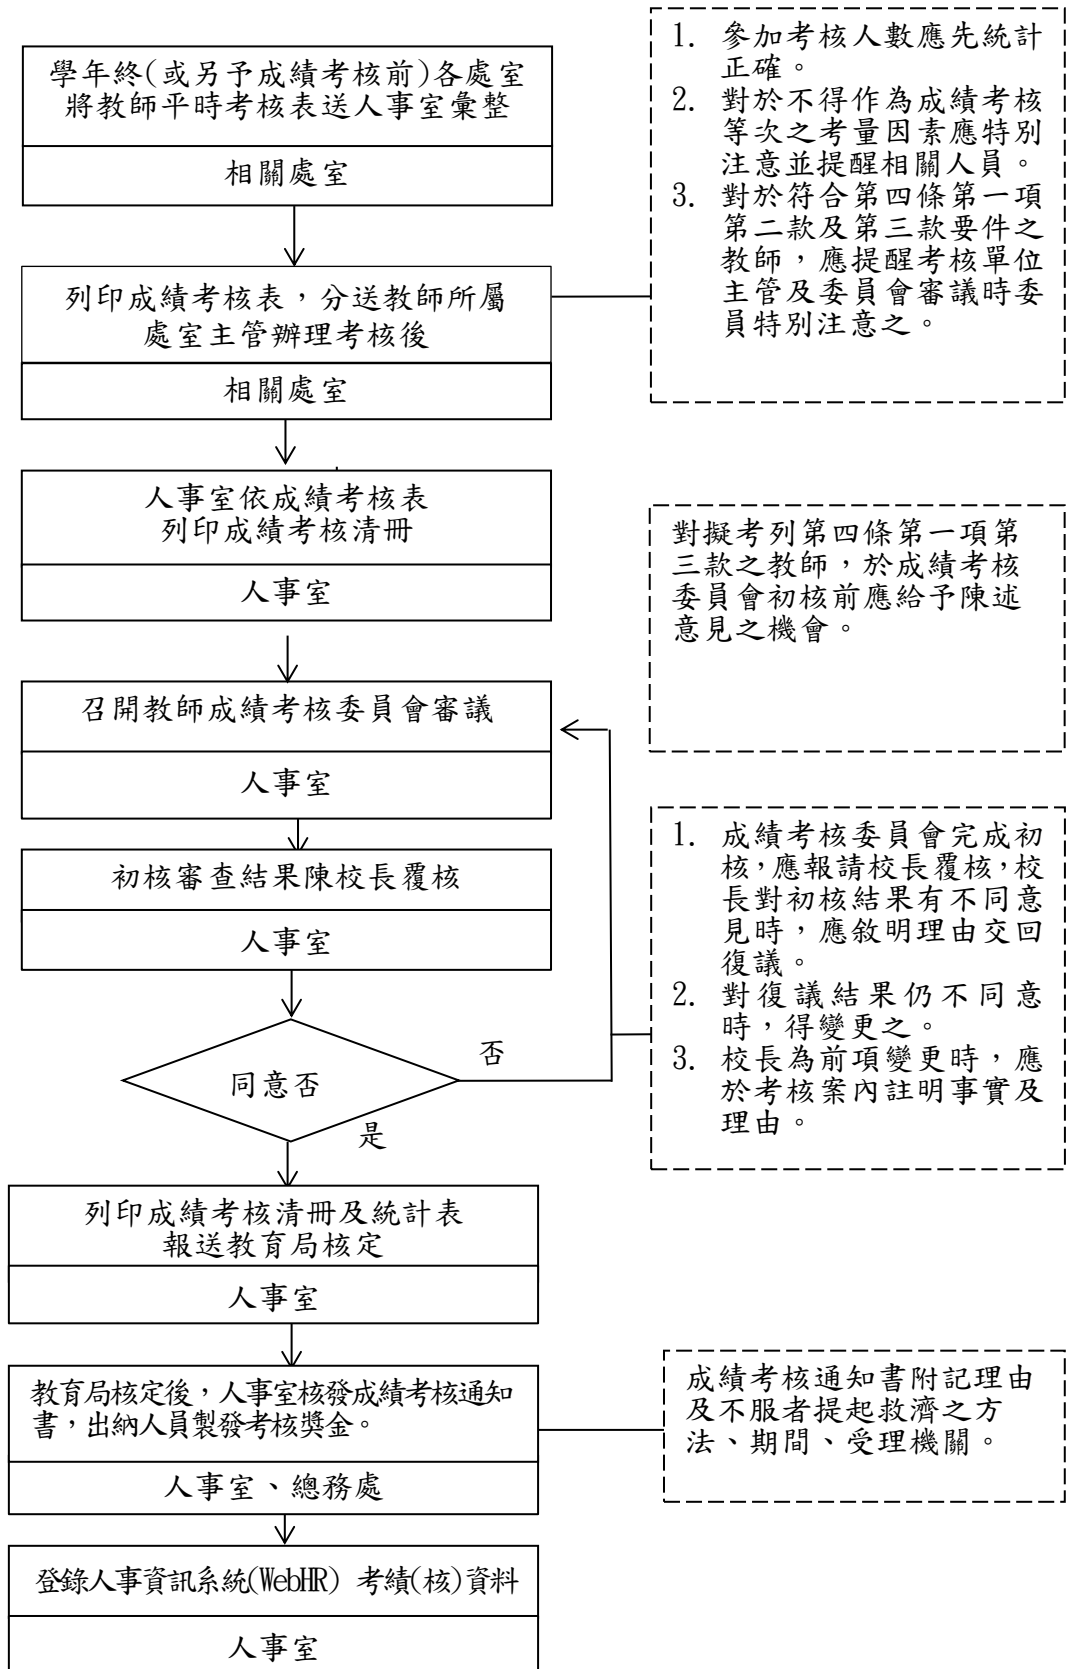 學年終(或另予成績考核前)各處室
將教師平時考核表送人事室彙整
相關處室
1. 參加考核人數應先統計
正確。
2. 對於不得作為成績考核
等次之考量因素應特別
注意並提醒相關人員。
3. 對於符合第四條第一項
第二款及第三款要件之
教師，應提醒考核單位
主管及委員會審議時委
員特別注意之。
列印成績考核表，分送教師所屬
處室主管辦理考核後
相關處室
人事室依成績考核表
列印成績考核清冊
人事室
對擬考列第四條第一項第
三款之教師，於成績考核
委員會初核前應給予陳述
意見之機會。
召開教師成績考核委員會審議
人事室
初核審查結果陳校長覆核
人事室
1. 成績考核委員會完成初
核，應報請校長覆核，校
長對初核結果有不同意
見時，應敘明理由交回
復議。
2. 對復議結果仍不同意
時，得變更之。
3. 校長為前項變更時，應
於考核案內註明事實及
理由。
同意否
否
是
列印成績考核清冊及統計表
報送教育局核定
人事室
教育局核定後，人事室核發成績考核通知
書，出納人員製發考核獎金。
人事室、總務處
成績考核通知書附記理由
及不服者提起救濟之方
法、期間、受理機關。
登錄人事資訊系統(WebHR) 考績(核)資料
人事室